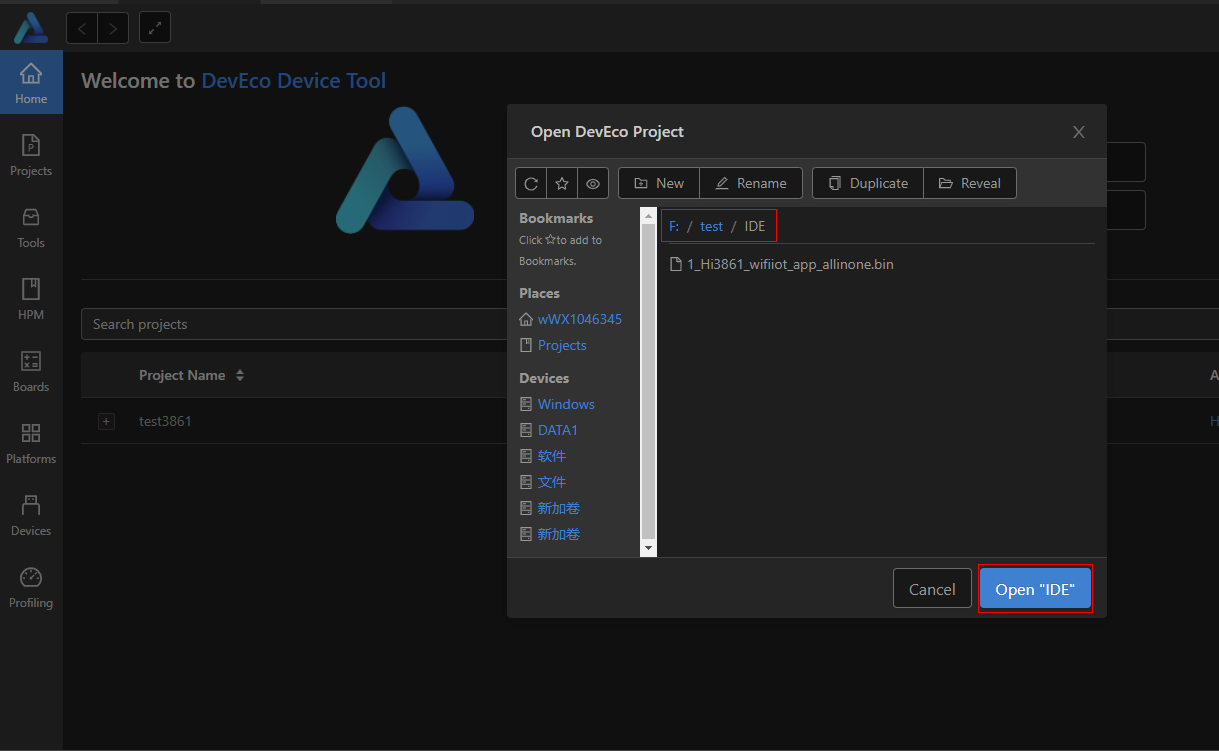 Welcome to DevEco Device Tool
Home
Projects
Tools
HPM
Boards
Platforms
Devices
Profiling
Search projects
Project Name
test3861
A
H
Open DevEco Project
X
New
Rename
Duplicate
Reveal
Bookmarks
Click ☆to add to
Bookmarks.
Places
wWX1046345
Projects
Devices
Windows
DATA1
软件
文件
新加卷
新加卷
F: / test / IDE
1_Hi3861_wifiiot_app_allinone.bin
Cancel
Open "IDE"